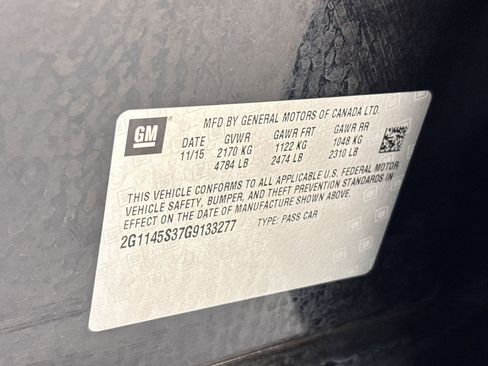 GM
MFD BY GENERAL MOTORS OF CANADA LTD.
DATE GVWR GAWR FRT GAWR RR
11/15 2170 KG 1122 KG 1048 KG
4784 LB 2474 LB 2310 LB
THIS VEHICLE CONFORMS TO ALL APPLICABLE U.S. FEDERAL MOTOR
VEHICLE SAFETY, BUMPER, AND THEFT PREVENTION STANDARDS IN
EFFECT ON THE DATE OF MANUFACTURE SHOWN ABOVE.
2G1145S37G9133277 TYPE: PASS CAR